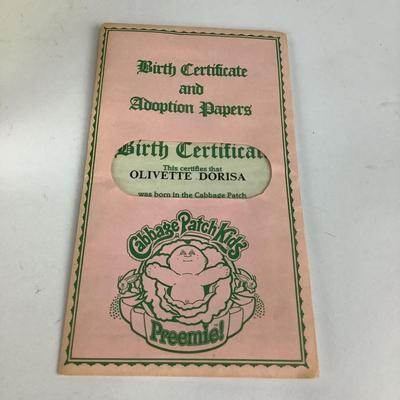 Birth Certificate
and
Adoption Papers
Birth Certificat
This certifies that
OLIVETTE DORISA
was born in the Cabbage Patch
Cabbage Patch Kids
Preemie!